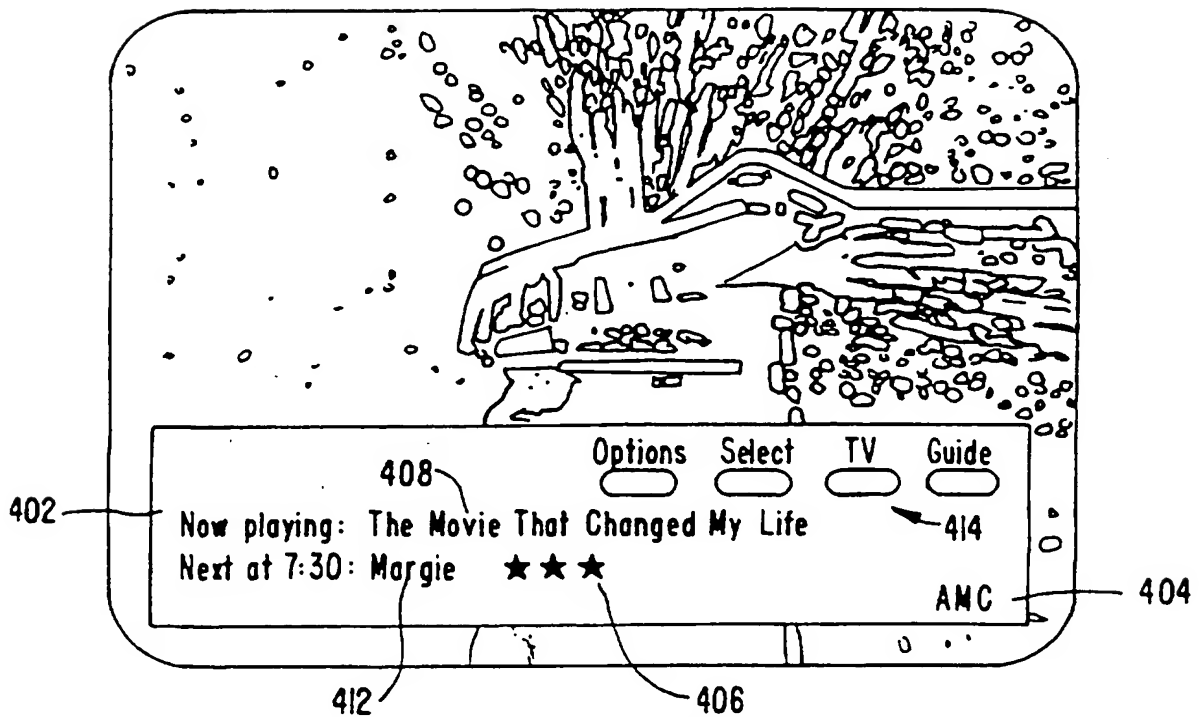 Options Select TV Guide
408
402
Now playing: The Movie That Changed My Life
414
Next at 7:30: Margie ★★★
AMC
404
412
406